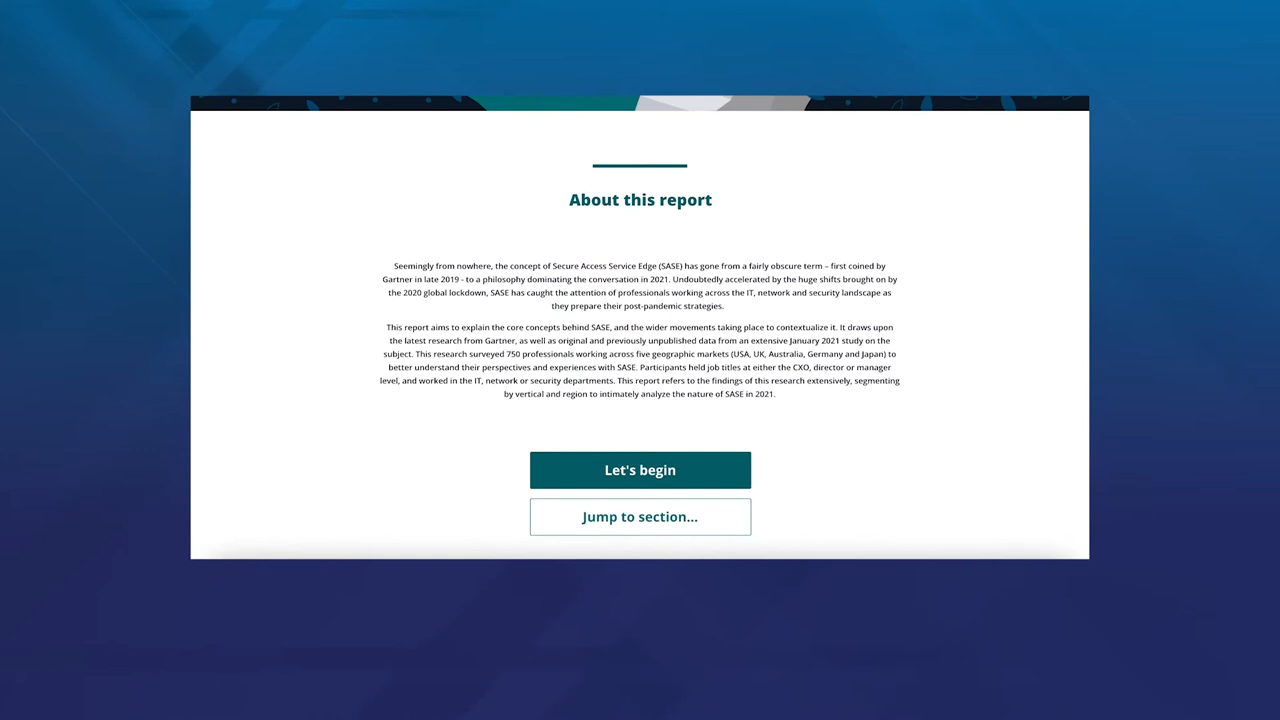 About this report
Seemingly from nowhere, the concept of Secure Access Service Edge (SASE) has gone from a fairly obscure term – first coined by
Gartner in late 2019 - to a philosophy dominating the conversation in 2021. Undoubtedly accelerated by the huge shifts brought on by
the 2020 global lockdown, SASE has caught the attention of professionals working across the IT, network and security landscape as
they prepare their post-pandemic strategies.
This report aims to explain the core concepts behind SASE, and the wider movements taking place to contextualize it. It draws upon
the latest research from Gartner, as well as original and previously unpublished data from an extensive January 2021 study on the
subject. This research surveyed 750 professionals working across five geographic markets (USA, UK, Australia, Germany and Japan) to
better understand their perspectives and experiences with SASE. Participants held job titles at either the CXO, director or manager
level, and worked in the IT, network or security departments. This report refers to the findings of this research extensively, segmenting
by vertical and region to intimately analyze the nature of SASE in 2021.
Let's begin
Jump to section...